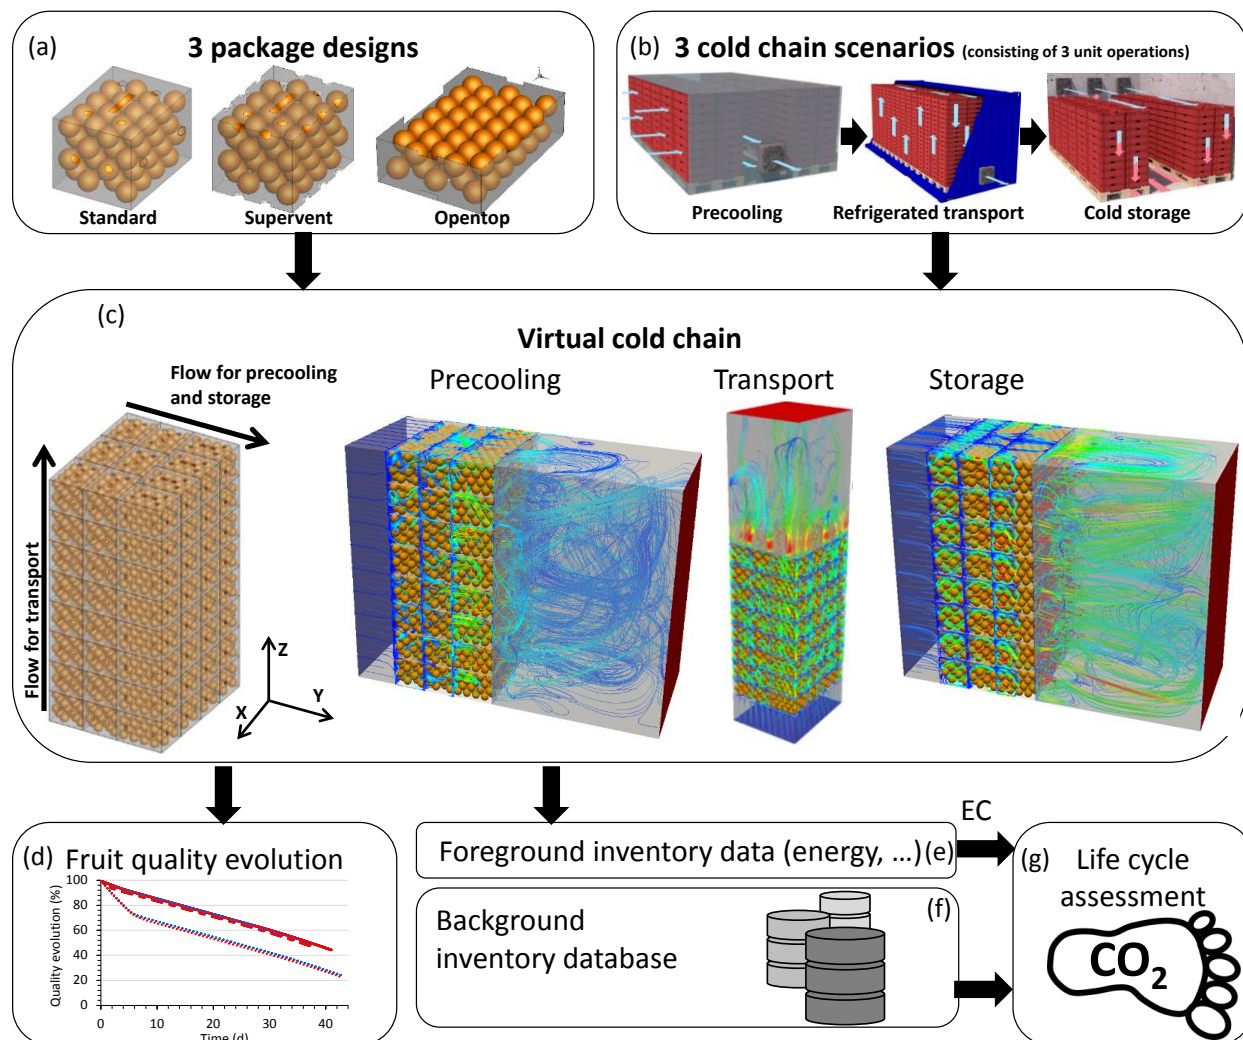 (a)
3 package designs
Standard
Supervent
Opentop
(b)
3 cold chain scenarios (consisting of 3 unit operations)
Precooling
Refrigerated transport
Cold storage
(c)
Virtual cold chain
Flow for precooling
and storage
Flow for transport
Z
Y
X
Precooling
Transport
Storage
(d)
Fruit quality evolution
Quality evolution (%)
100
80
60
40
20
0
0
10
20
30
40
Time (d)
Foreground inventory data (energy, ...)
(e)
EC
Background
inventory database
(f)
(g)
Life cycle
assessment
CO2